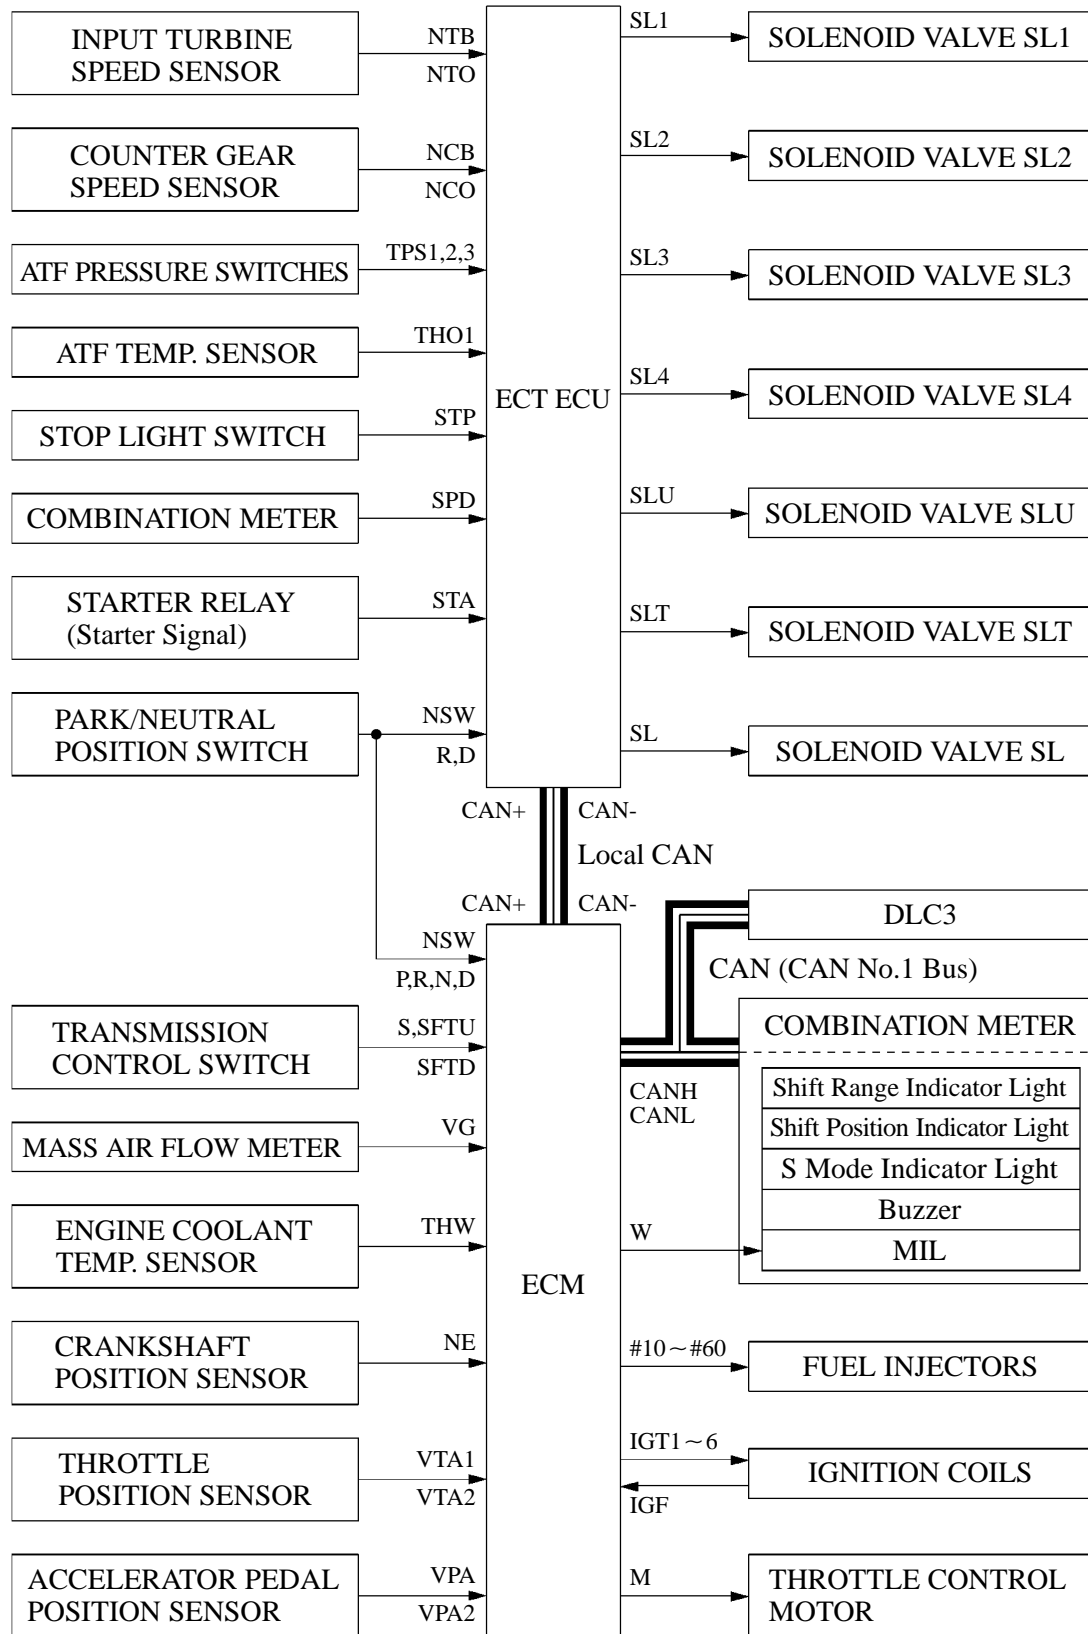 INPUT TURBINE
SPEED SENSOR
NTB
NTO
SL1
SOLENOID VALVE SL1
COUNTER GEAR
SPEED SENSOR
NCB
NCO
SL2
SOLENOID VALVE SL2
ATF PRESSURE SWITCHES
TPS1,2,3
SL3
SOLENOID VALVE SL3
ATF TEMP. SENSOR
THO1
ECT ECU
SL4
SOLENOID VALVE SL4
STOP LIGHT SWITCH
STP
COMBINATION METER
SPD
SLU
SOLENOID VALVE SLU
STARTER RELAY
(Starter Signal)
STA
SLT
SOLENOID VALVE SLT
PARK/NEUTRAL
POSITION SWITCH
NSW
R,D
SL
SOLENOID VALVE SL
CAN+
CAN-
Local CAN
CAN+
CAN-
DLC3
NSW
P,R,N,D
CAN (CAN No.1 Bus)
TRANSMISSION
CONTROL SWITCH
S,SFTU
SFTD
COMBINATION METER
CANH
CANL
Shift Range Indicator Light
Shift Position Indicator Light
S Mode Indicator Light
Buzzer
MIL
MASS AIR FLOW METER
VG
ENGINE COOLANT
TEMP. SENSOR
THW
W
ECM
CRANKSHAFT
POSITION SENSOR
NE
#10~#60
FUEL INJECTORS
THROTTLE
POSITION SENSOR
VTA1
VTA2
IGT1~6
IGF
IGNITION COILS
ACCELERATOR PEDAL
POSITION SENSOR
VPA
VPA2
M
THROTTLE CONTROL
MOTOR